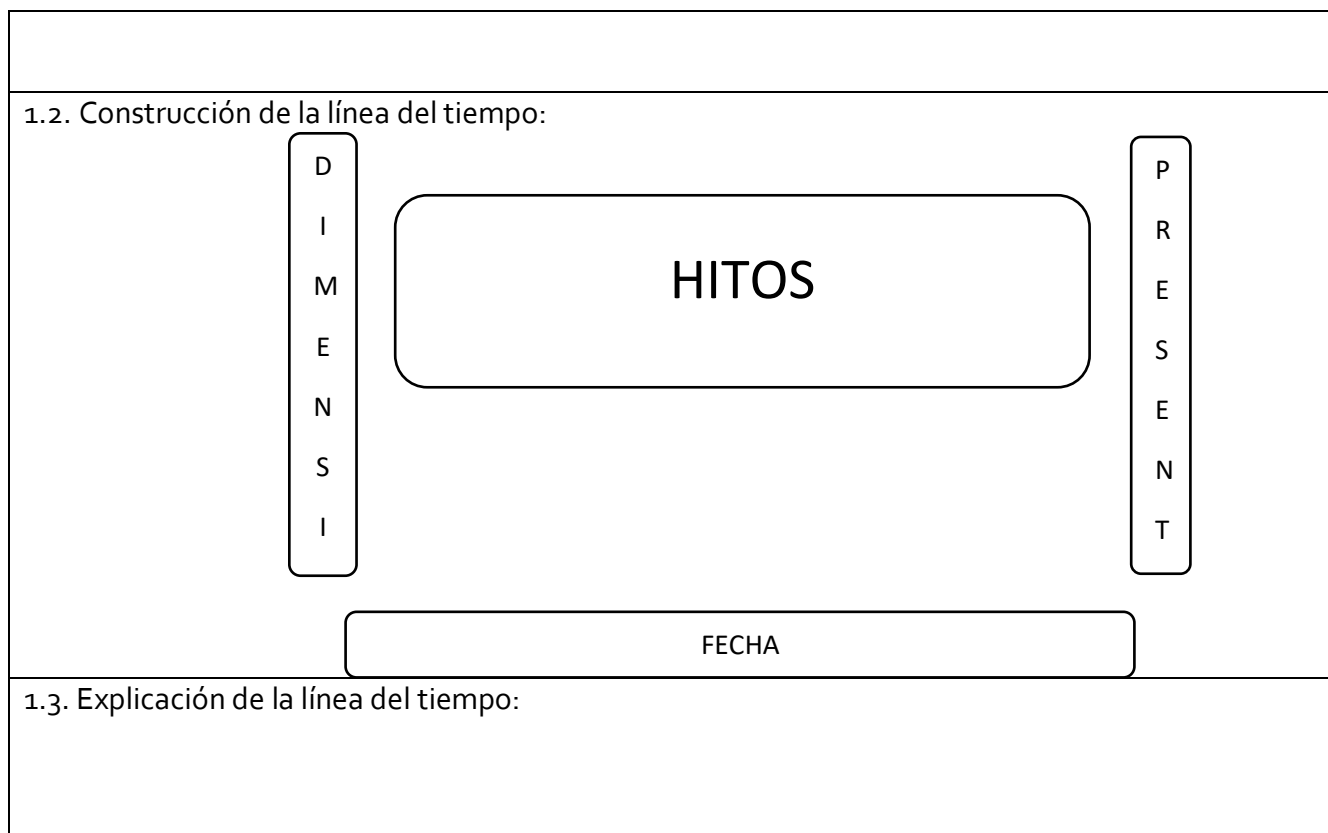 1.2. Construcción de la línea del tiempo:
D
I
M
E
N
S
I
HITOS
P
R
E
S
E
N
T
FECHA
1.3. Explicación de la línea del tiempo: